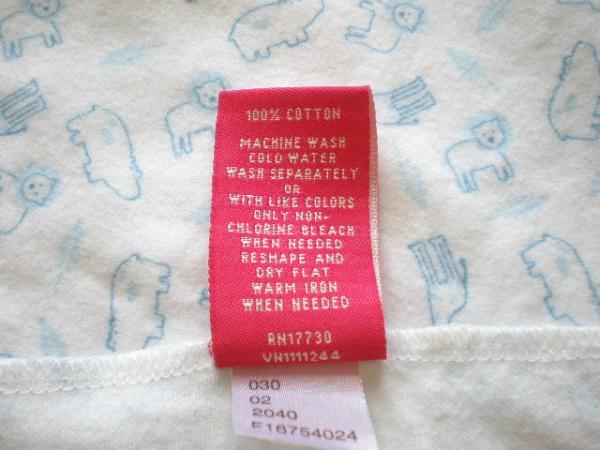 100% COTTON
MACHINE WASH
COLD WATER
WASH SEPARATELY
OR
WITH LIKE COLORS
ONLY NON-
CHLORINE BLEACH
WHEN NEEDED
RESHAPE AND
DRY FLAT
WARM IRON
WHEN NEEDED
RN17730
VN1111244
030
02
2040
F16754024